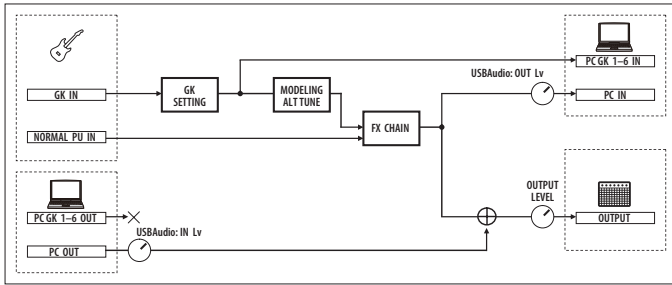 PC GK 1–6 IN
USBAudio: OUT Lv
GK IN
GK
SETTING
MODELING
ALT TUNE
PC IN
NORMAL PU IN
FX CHAIN
OUTPUT
LEVEL
PC GK 1–6 OUT
OUTPUT
USBAudio: IN Lv
PC OUT